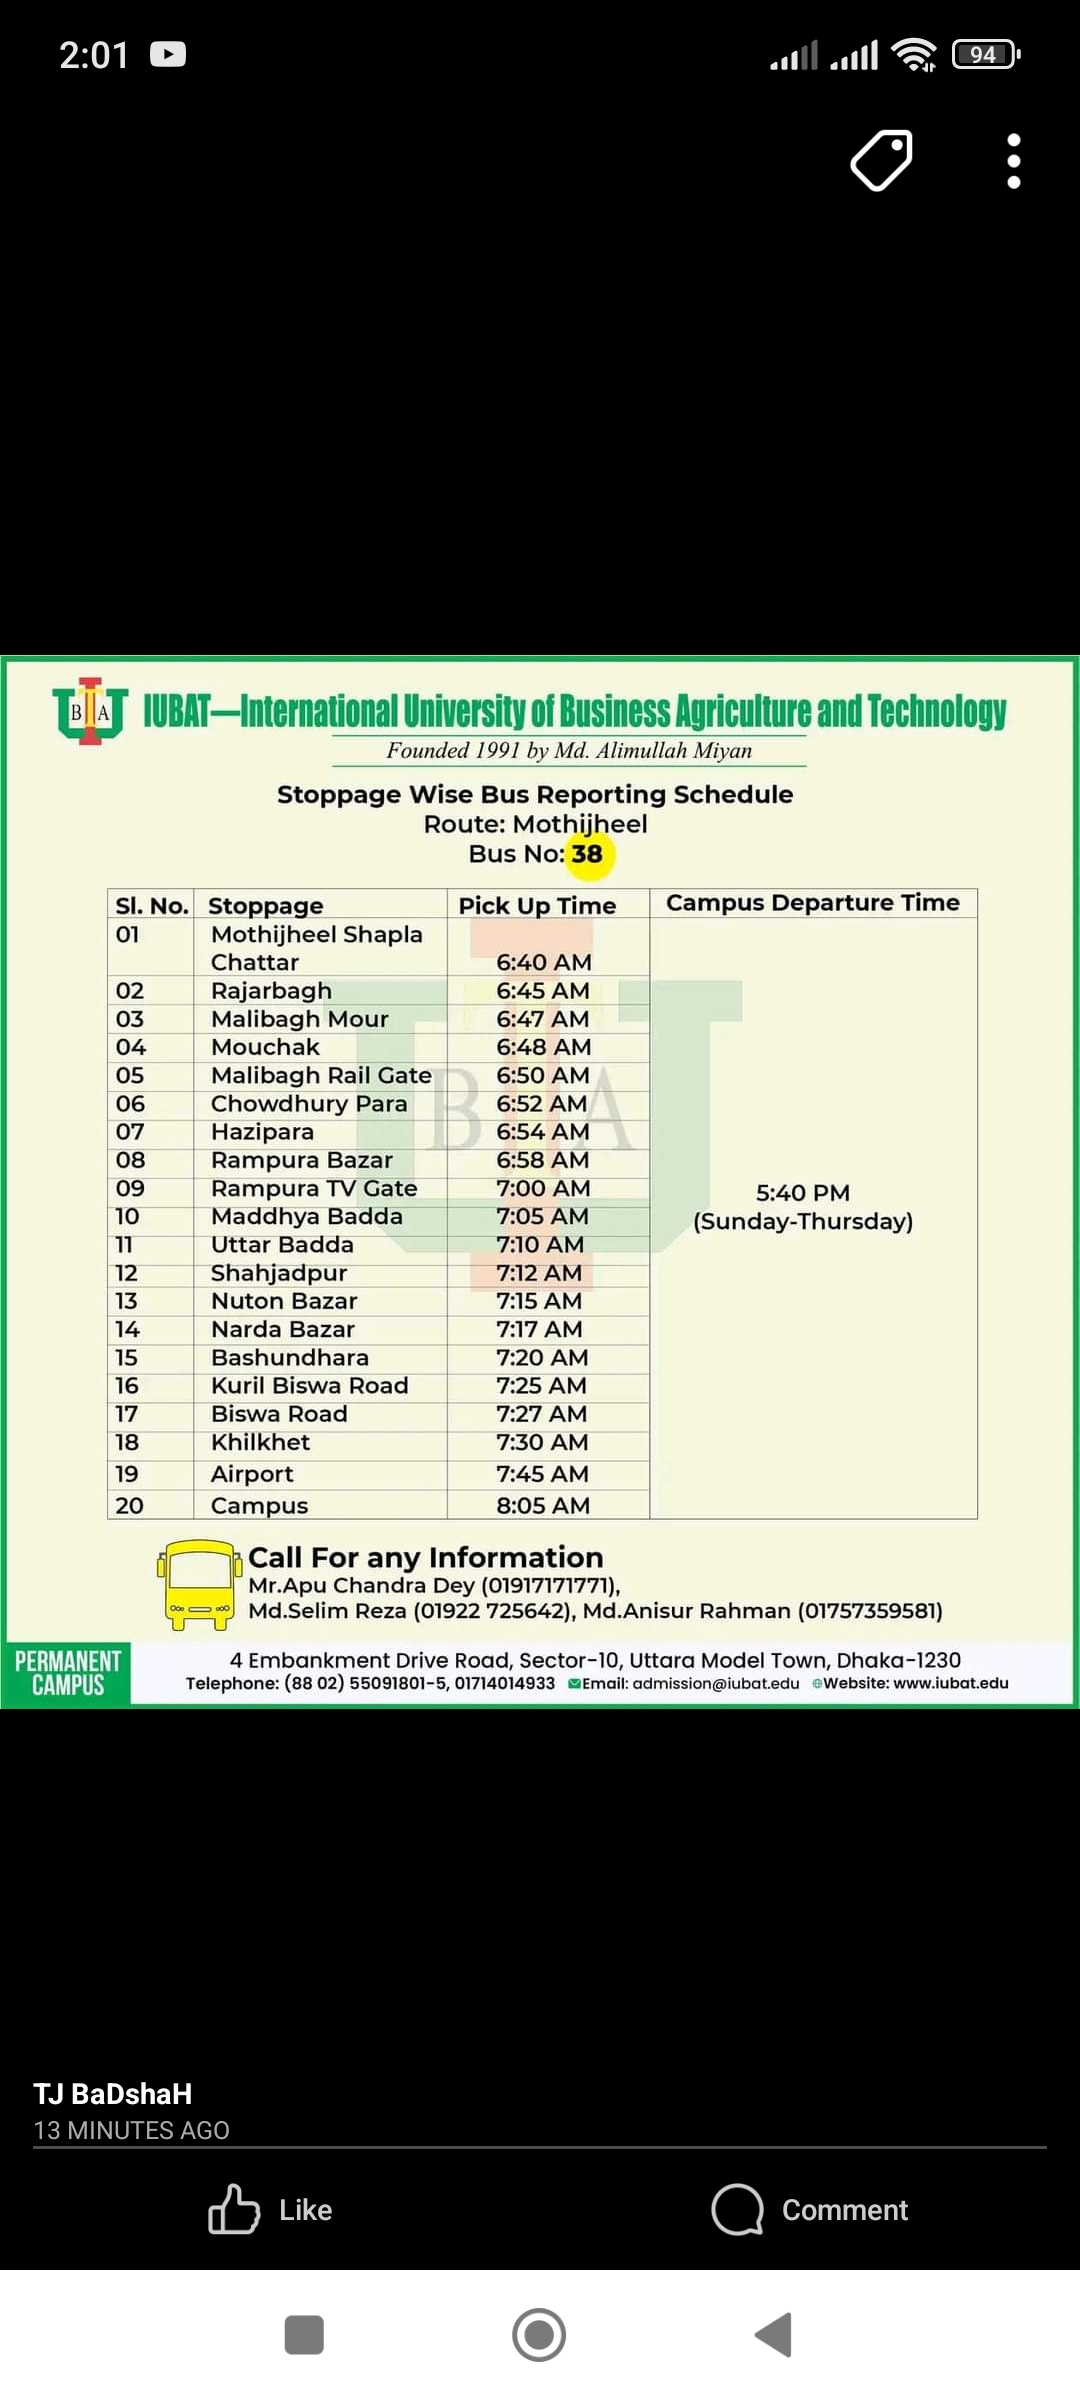 2:01
94
B A
IUBAT—International University of Business Agriculture and Technology
Founded 1991 by Md. Alimullah Miyan
Stoppage Wise Bus Reporting Schedule
Route: Mothijheel
Bus No: 38
Sl. No. Stoppage Pick Up Time Campus Departure Time
01 Mothijheel Shapla
Chattar 6:40 AM
02 Rajarbagh 6:45 AM
03 Malibagh Mour 6:47 AM
04 Mouchak 6:48 AM
05 Malibagh Rail Gate 6:50 AM
06 Chowdhury Para 6:52 AM
07 Hazipara 6:54 AM
08 Rampura Bazar 6:58 AM
09 Rampura TV Gate 7:00 AM
5:40 PM
10 Maddhya Badda 7:05 AM
(Sunday-Thursday)
11 Uttar Badda 7:10 AM
12 Shahjadpur 7:12 AM
13 Nuton Bazar 7:15 AM
14 Narda Bazar 7:17 AM
15 Bashundhara 7:20 AM
16 Kuril Biswa Road 7:25 AM
17 Biswa Road 7:27 AM
18 Khilkhet 7:30 AM
19 Airport 7:45 AM
20 Campus 8:05 AM
Call For any Information
Mr.Apu Chandra Dey (01917171771),
Md.Selim Reza (01922 725642), Md.Anisur Rahman (01757359581)
PERMANENT
CAMPUS
4 Embankment Drive Road, Sector-10, Uttara Model Town, Dhaka-1230
Telephone: (88 02) 55091801-5, 01714014933 Email: admission@iubat.edu Website: www.iubat.edu
TJ BaDshaH
13 MINUTES AGO
Like Comment